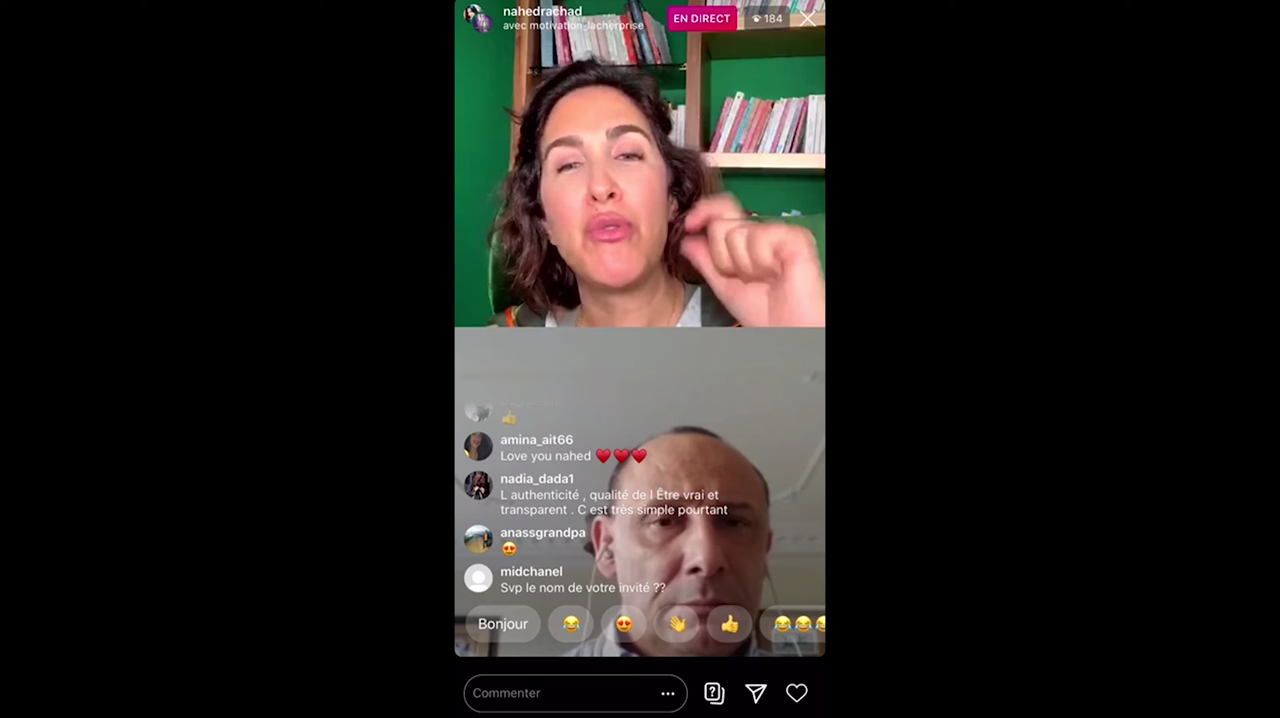 nahedrachad
avec motivation_lacherprise
EN DIRECT
184
amina_ait66
Love you nahed ♥️♥️♥️
nadia_dada1
L authenticité , qualité de l Être vrai et
transparent . C est très simple pourtant
anassgrandpa
😍
midchanel
Svp le nom de votre invité ??
Bonjour
Commenter